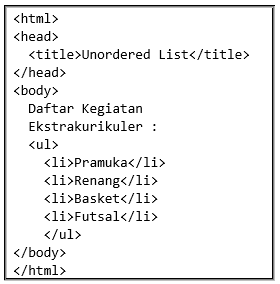 <html>
<head>
  <title>Unordered List</title>
</head>
<body>
  Daftar Kegiatan
  Ekstrakurikuler :
  <ul>
    <li>Pramuka</li>
    <li>Renang</li>
    <li>Basket</li>
    <li>Futsal</li>
    </ul>
</body>
</html>